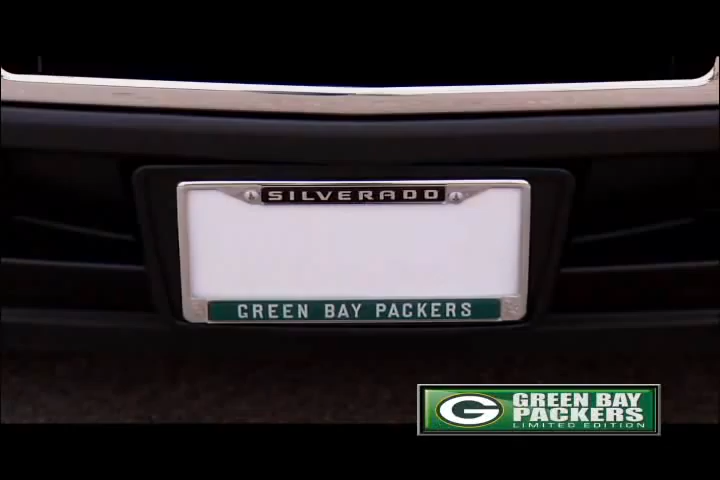 SILVERADO
GREEN BAY PACKERS
G
GREEN BAY
PACKERS
LIMITED EDITION